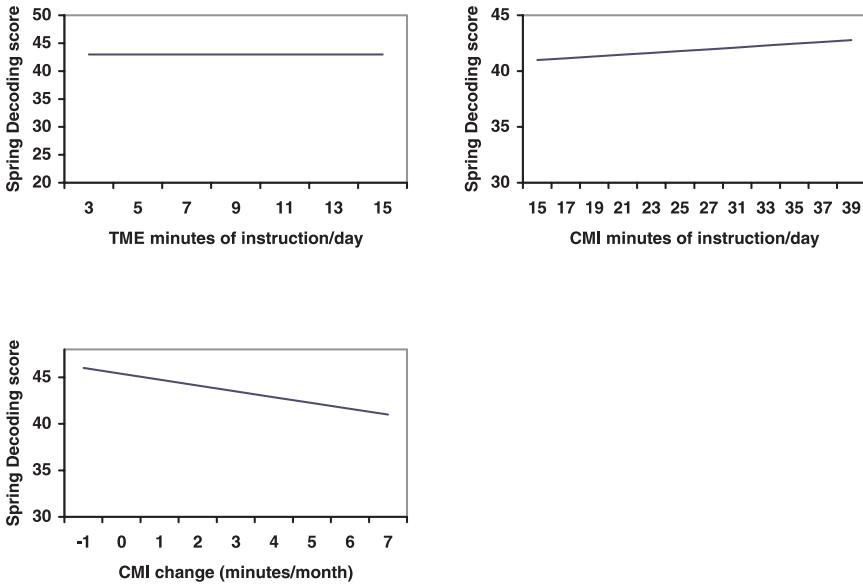 50
45
40
35
30
25
20
Spring Decoding score
3 5 7 9 11 13 15
TME minutes of instruction/day
45
40
35
30
Spring Decoding score
15 17 19 21 23 25 27 31 33 35 37 39
CMI minutes of instruction/day
45
40
35
30
Spring Decoding score
-1 0 1 2 3 4 5 6 7
CMI change (minutes/month)